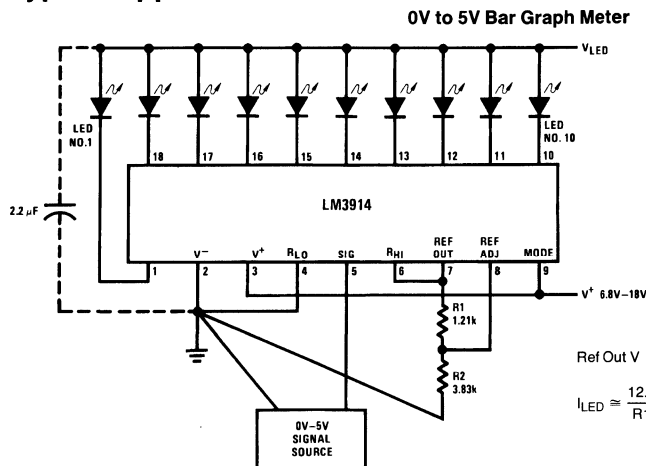 0V to 5V Bar Graph Meter
VLED
LED
NO.1
LED
NO. 10
18 17 16 15 14 13 12 11 10
2.2 µF
LM3914
V− V+ RLO SIG RHI REF OUT REF ADJ MODE
1 2 3 4 5 6 7 8 9
V+ 6.8V–18V
R1
1.21k
R2
3.83k
Ref Out V
ILED ≅ 12.
R1
0V–5V
SIGNAL
SOURCE